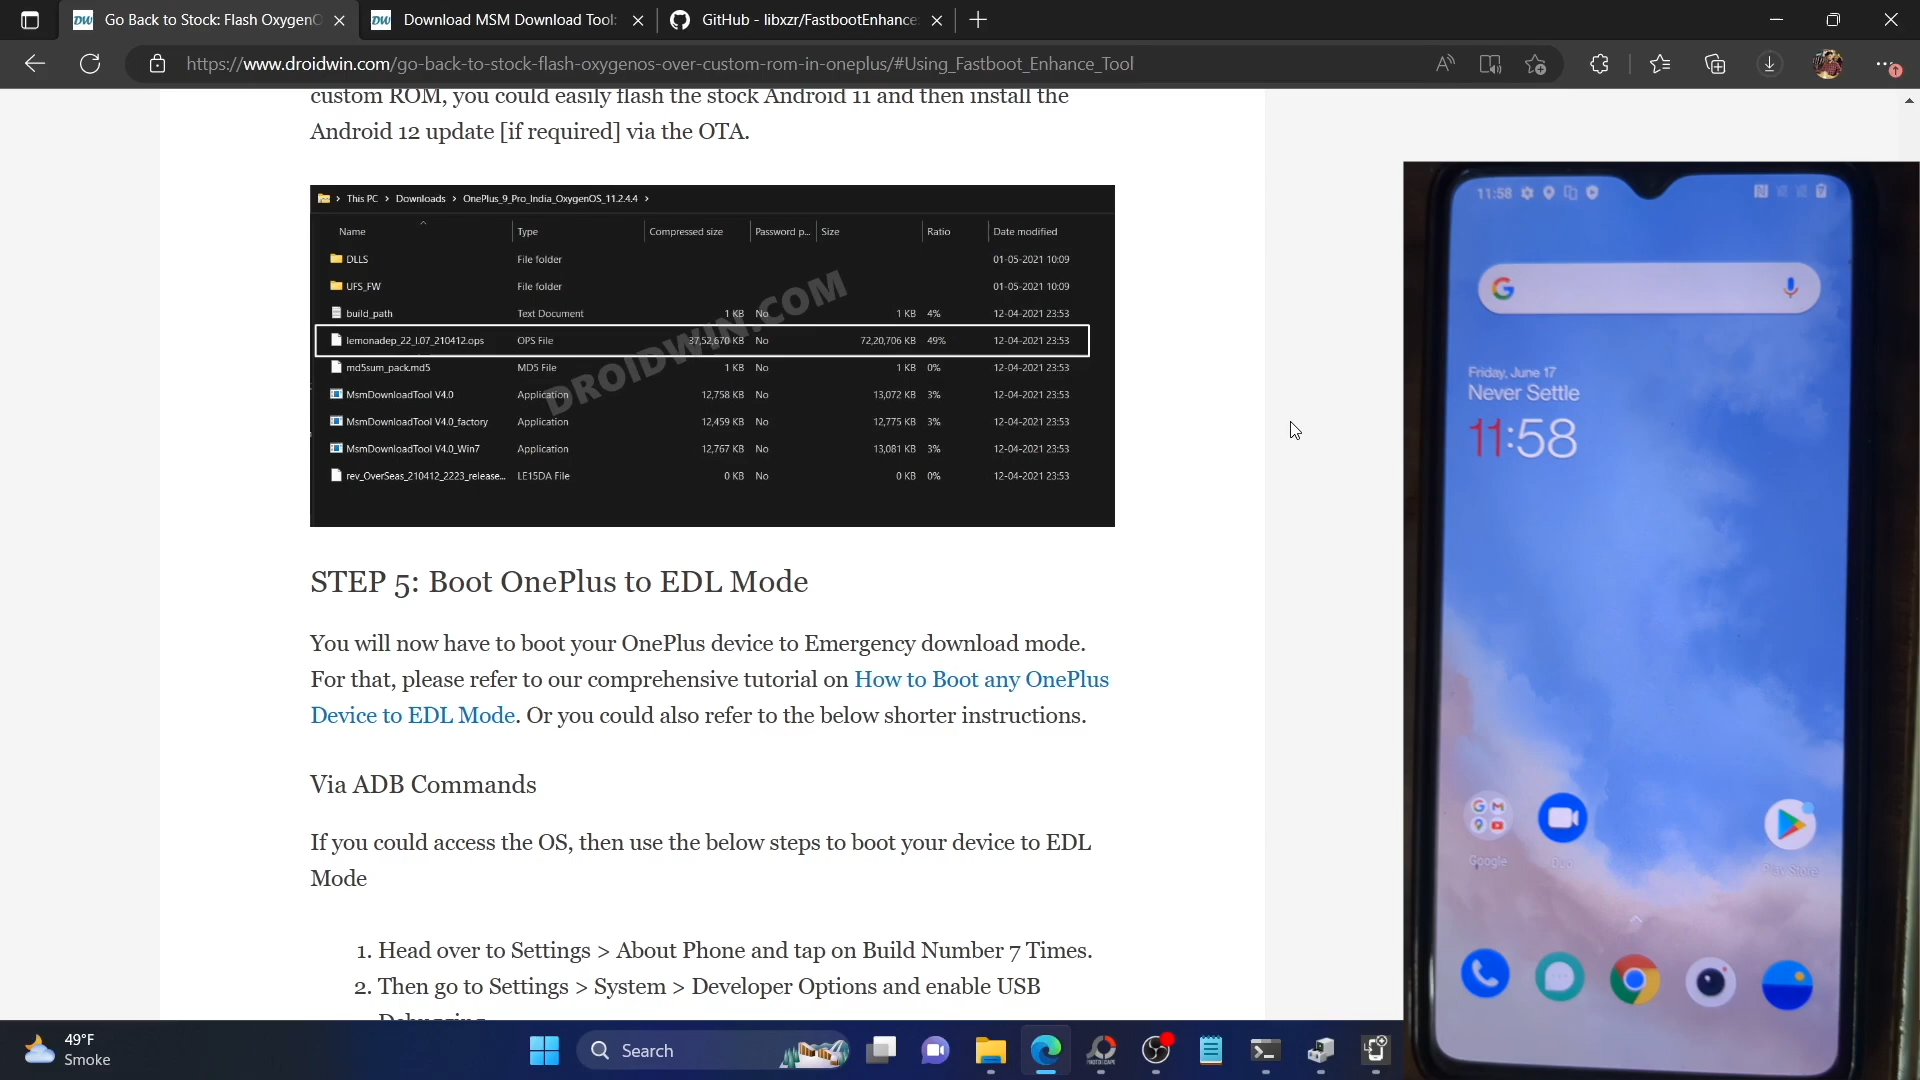 Go Back to Stock: Flash OxygenO
Download MSM Download Tool:
GitHub - libxzr/FastbootEnhance:
https://www.droidwin.com/go-back-to-stock-flash-oxygenos-over-custom-rom-in-oneplus/#Using_Fastboot_Enhance_Tool
custom ROM, you could easily flash the stock Android 11 and then install the
Android 12 update [if required] via the OTA.
This PC > Downloads > OnePlus_9_Pro_India_OxygenOS_11.2.4.4 >
Name Type Compressed size Password p... Size Ratio Date modified
DLLS File folder 01-05-2021 10:09
UFS_FW File folder 01-05-2021 10:09
build_path Text Document 1 KB No 1 KB 4% 12-04-2021 23:53
lemonadep_22_I.07_210412.ops OPS File 37,52,670 KB No 72,20,706 KB 49% 12-04-2021 23:53
md5sum_pack.md5 MD5 File 1 KB No 1 KB 0% 12-04-2021 23:53
MsmDownloadTool V4.0 Application 12,758 KB No 13,072 KB 3% 12-04-2021 23:53
MsmDownloadTool V4.0_factory Application 12,459 KB No 12,775 KB 3% 12-04-2021 23:53
MsmDownloadTool V4.0_Win7 Application 12,767 KB No 13,081 KB 3% 12-04-2021 23:53
rev_OverSeas_210412_2223_release... LE15DA File 0 KB No 0 KB 0% 12-04-2021 23:53
DROIDWIN.COM
STEP 5: Boot OnePlus to EDL Mode
You will now have to boot your OnePlus device to Emergency download mode.
For that, please refer to our comprehensive tutorial on How to Boot any OnePlus
Device to EDL Mode. Or you could also refer to the below shorter instructions.
Via ADB Commands
If you could access the OS, then use the below steps to boot your device to EDL
Mode
1. Head over to Settings > About Phone and tap on Build Number 7 Times.
2. Then go to Settings > System > Developer Options and enable USB
Debugging
11:58
Friday, June 17
Never Settle
11:58
Google
Duo
Play Store
49°F
Smoke
Search